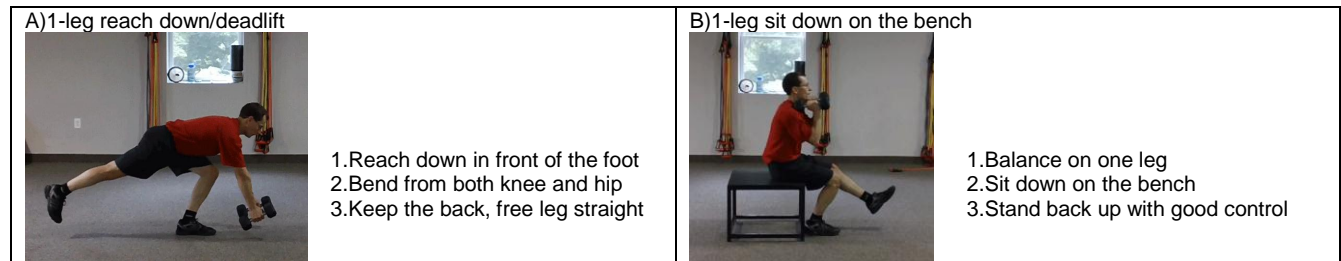 A)1-leg reach down/deadlift
1.Reach down in front of the foot
2.Bend from both knee and hip
3.Keep the back, free leg straight
B)1-leg sit down on the bench
1.Balance on one leg
2.Sit down on the bench
3.Stand back up with good control